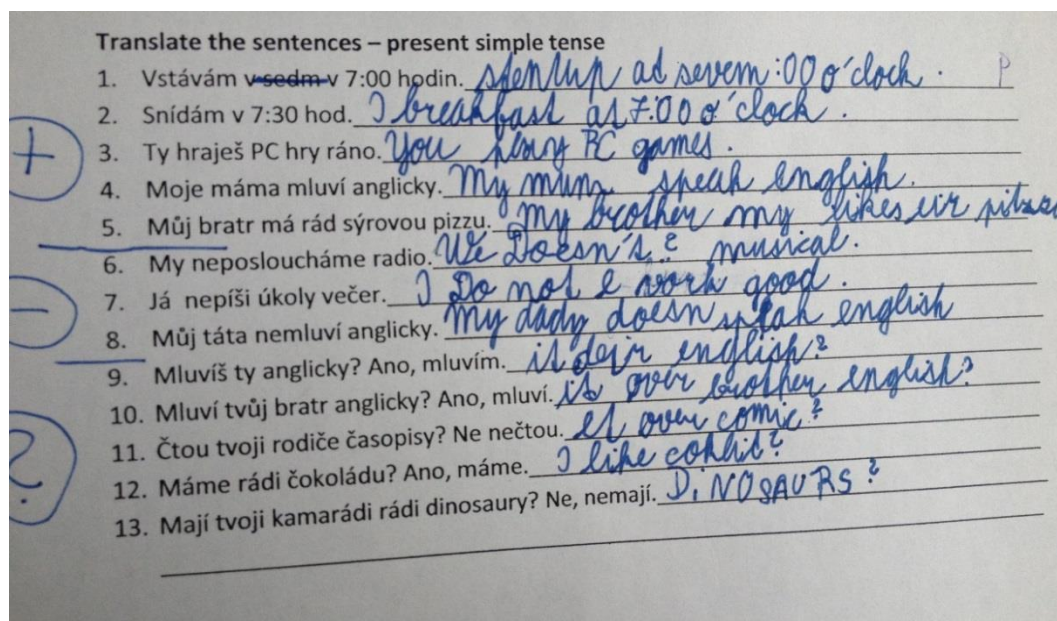 Translate the sentences – present simple tense
1. Vstávám v sedm v 7:00 hodin. up ad sevem:00 o'clock. P
2. Snídám v 7:30 hod. I breakfast at 7:00 o'clock.
+ 3. Ty hraješ PC hry ráno. You PC games.
4. Moje máma mluví anglicky. My mum speak english.
5. Můj bratr má rád sýrovou pizzu. my brother my likes
6. My neposloucháme radio. We Doesn's? musical.
7. Já nepíši úkoly večer. I Do not work good.
– 8. Můj táta nemluví anglicky. My dady doesn speak english
9. Mluvíš ty anglicky? Ano, mluvím. english?
10. Mluví tvůj bratr anglicky? Ano, mluví. is over brother english?
11. Čtou tvoji rodiče časopisy? Ne nečtou. over comic?
? 12. Máme rádi čokoládu? Ano, máme. I like
13. Mají tvoji kamarádi rádi dinosaury? Ne, nemají. DiNOSAURS?